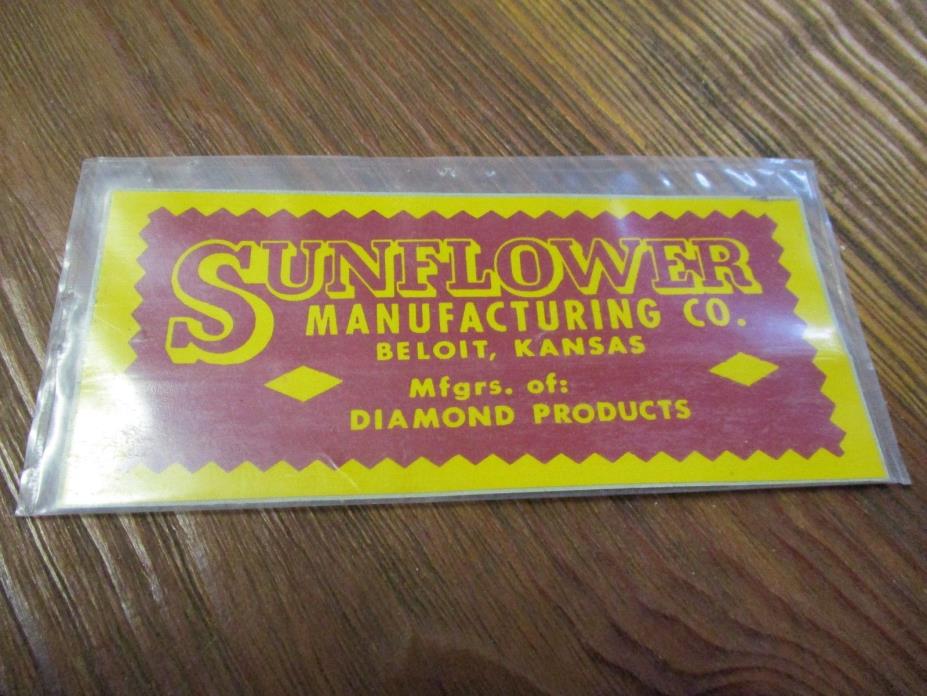 SUNFLOWER
MANUFACTURING CO.
BELOIT, KANSAS
Mfgrs. of:
DIAMOND PRODUCTS